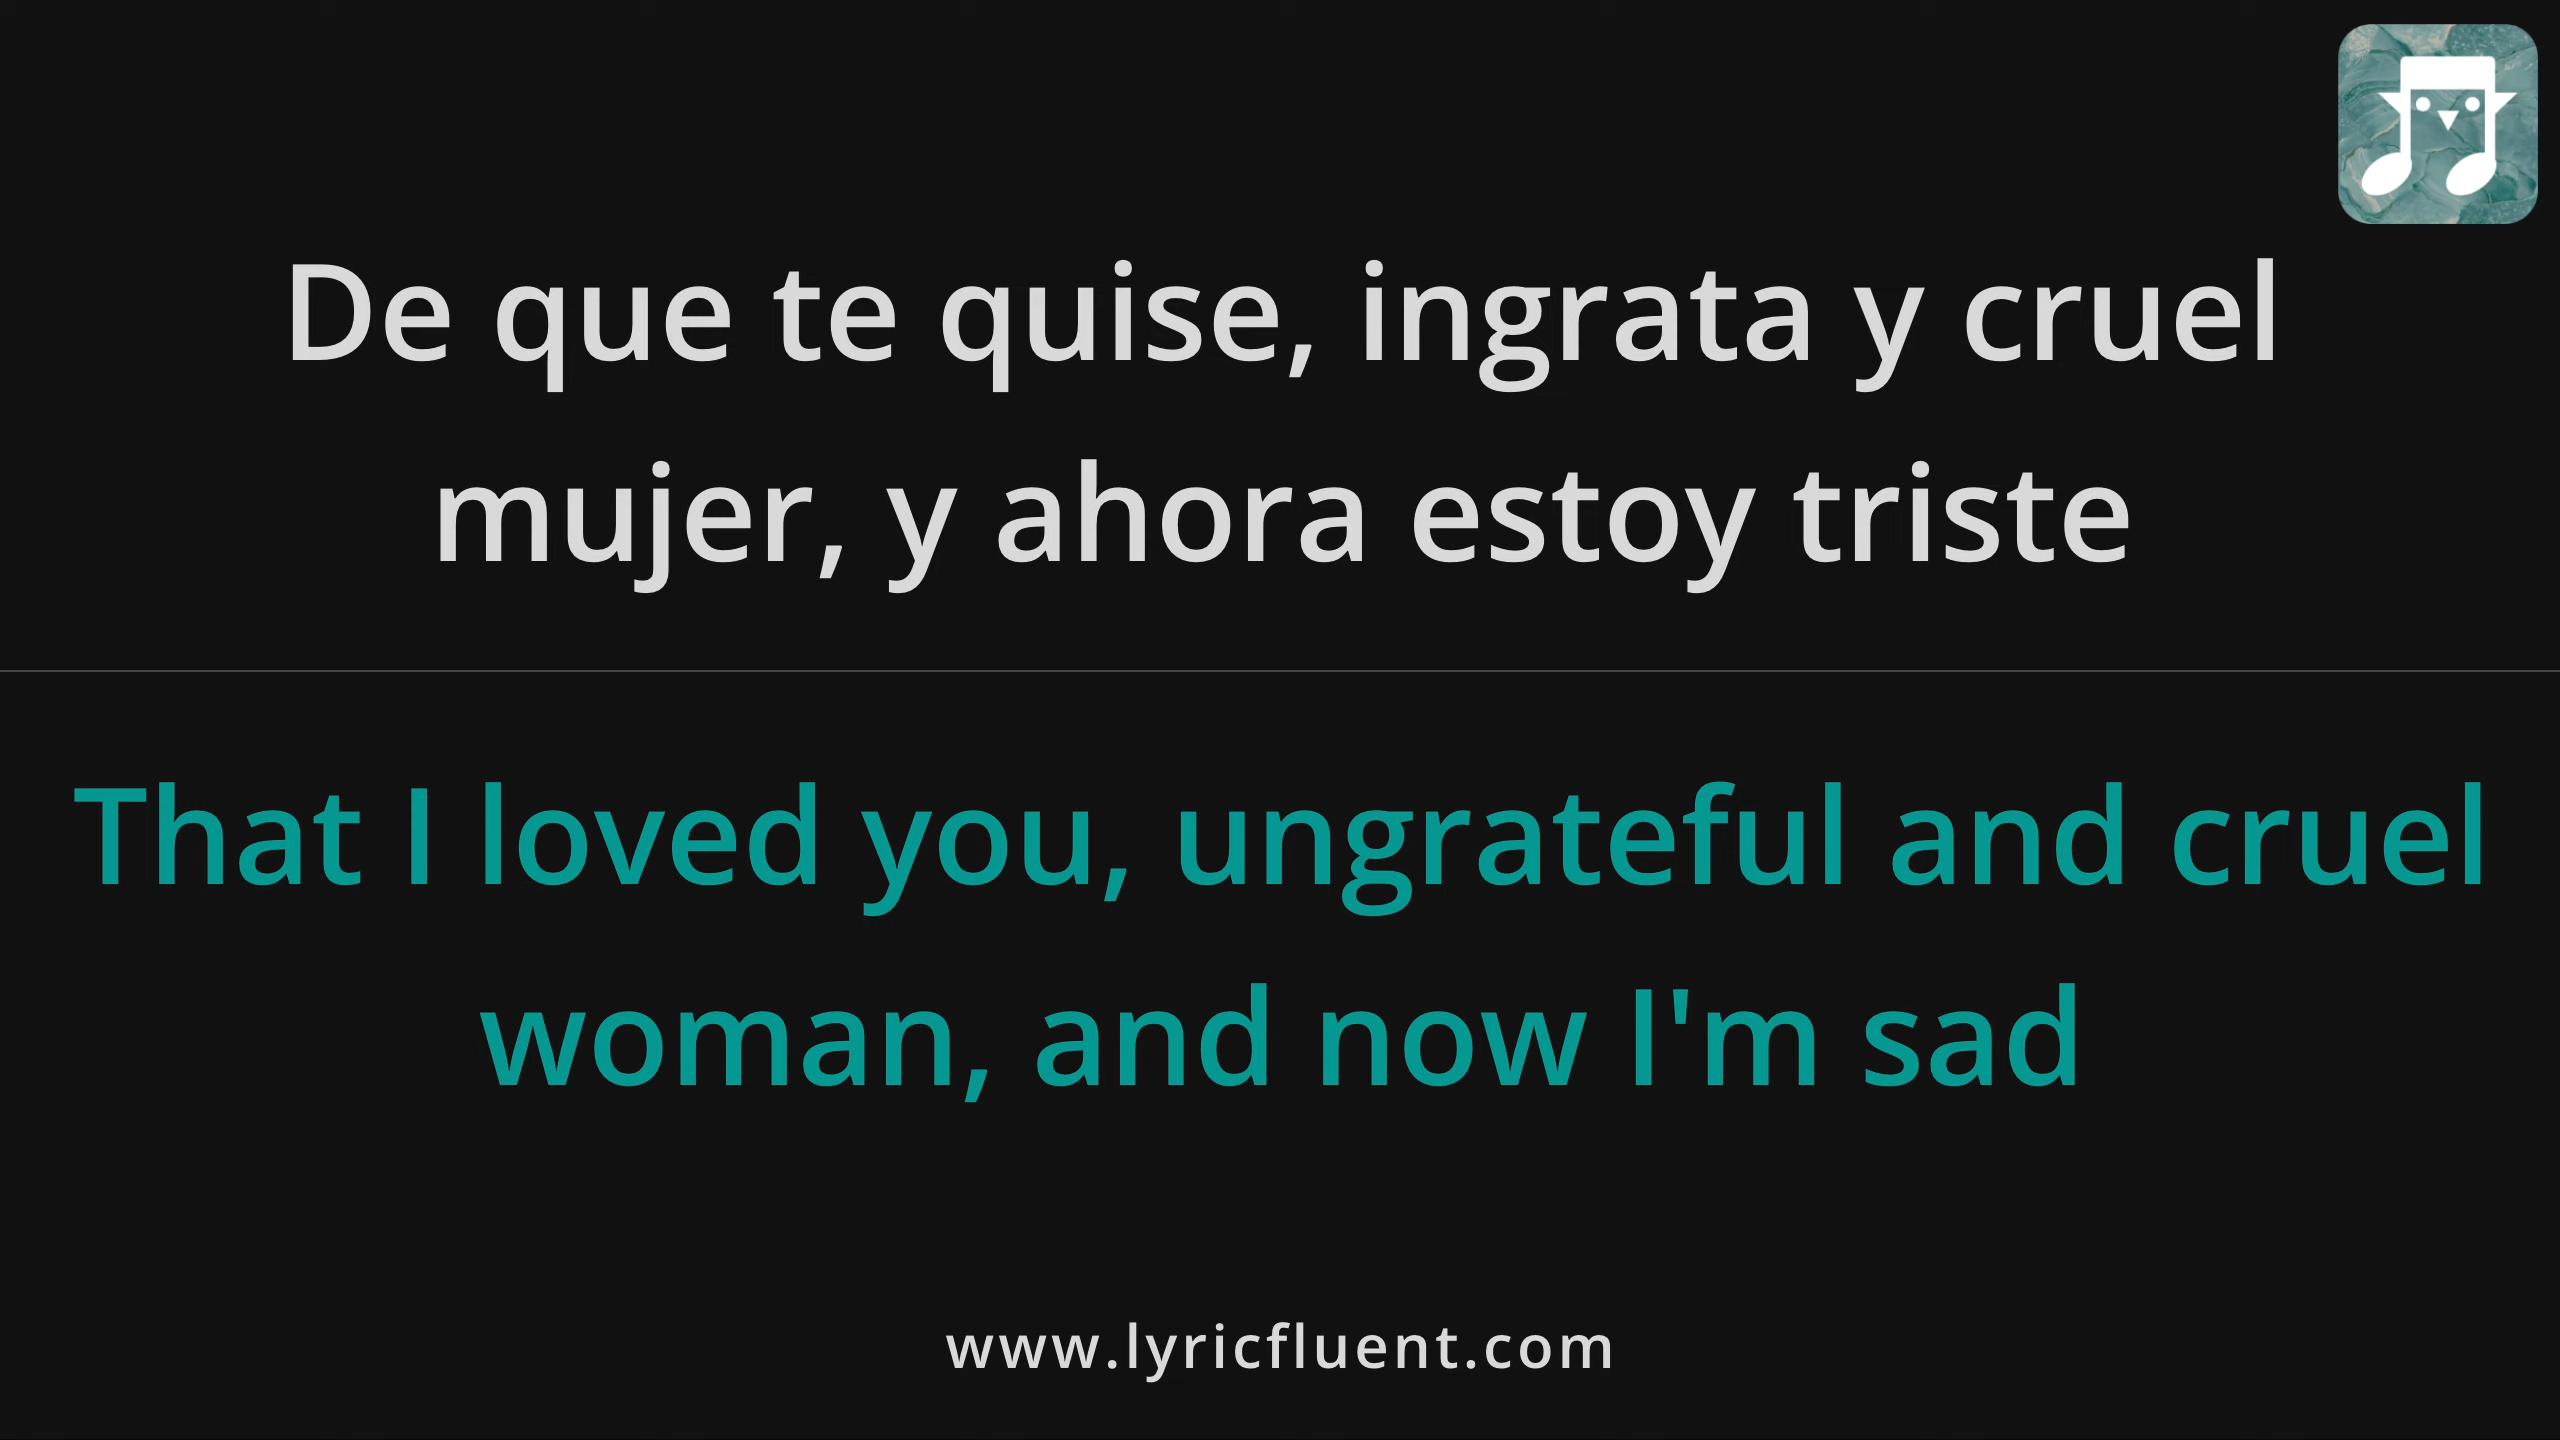 De que te quise, ingrata y cruel
mujer, y ahora estoy triste
That I loved you, ungrateful and cruel
woman, and now I'm sad
www.lyricfluent.com